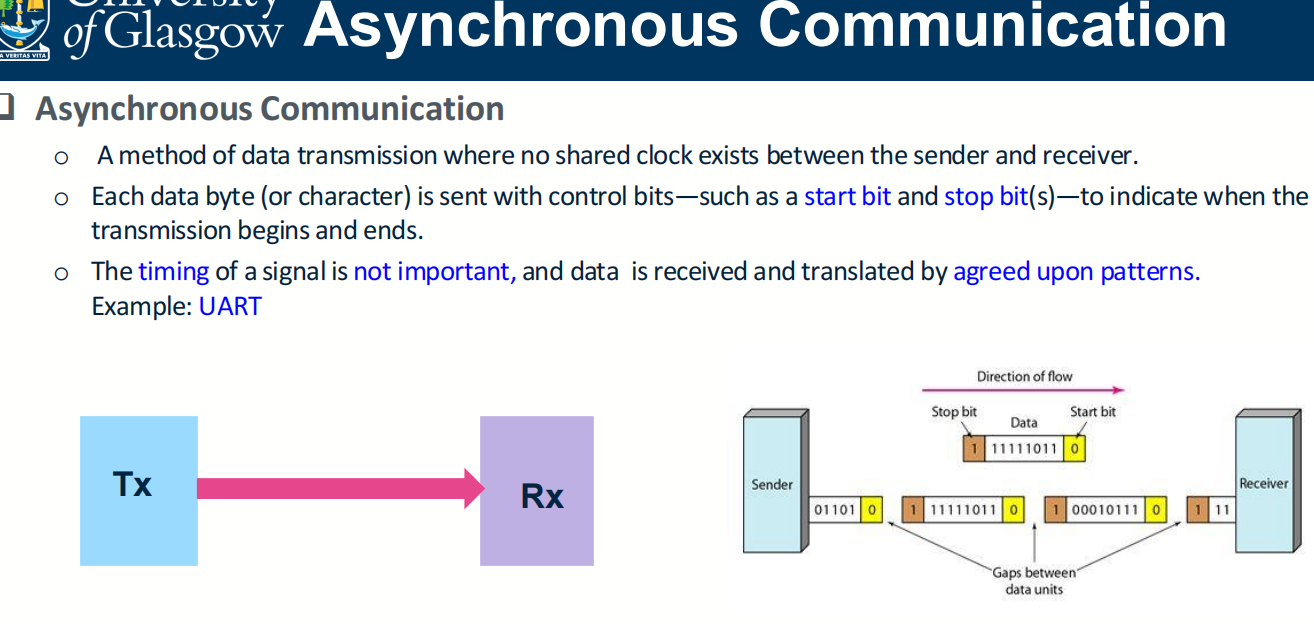 University
of Glasgow
VERITAS VITA
Asynchronous Communication
Asynchronous Communication
A method of data transmission where no shared clock exists between the sender and receiver.
Each data byte (or character) is sent with control bits—such as a start bit and stop bit(s)—to indicate when the
transmission begins and ends.
The timing of a signal is not important, and data is received and translated by agreed upon patterns.
Example: UART
Tx
Rx
Direction of flow
Stop bit
Data
Start bit
1 11111011 0
Sender
Receiver
01101 0
1 11111011 0
1 00010111 0
1 11
Gaps between
data units